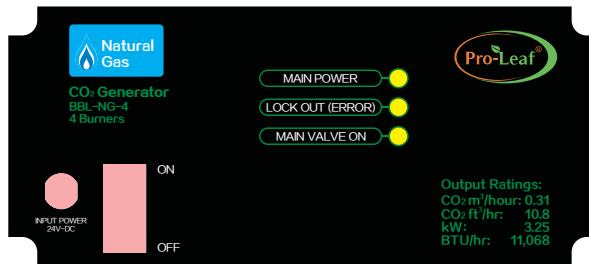 Natural
Gas
CO₂ Generator
BBL-NG-4
4 Burners
MAIN POWER
LOCK OUT (ERROR)
MAIN VALVE ON
Pro-Leaf®
ON
OFF
INPUT POWER
24V-DC
Output Ratings:
CO₂ m³/hour: 0.31
CO₂ ft³/hr: 10.8
kW: 3.25
BTU/hr: 11,068